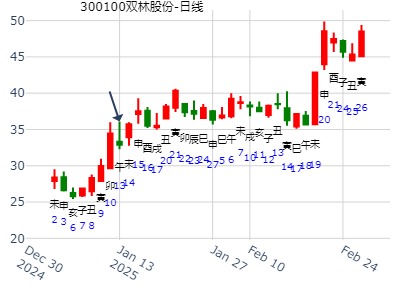 300100双林股份-日线
50
45
40
35
30
25
20
未 申 亥 子 丑 寅 卯 午 未 申 酉 戌 丑 寅 卯 辰 巳 申 巳 午 未 戌 亥 子 丑 寅 巳 午 未 申 酉 子 丑 寅
2 3 6 7 8 9 10 13 14 15 16 17 20 21 22 23 24 27 5 6 7 10 11 12 13 14 17 18 19 20 21 24 25 26
Dec 30
2024
Jan 13
2025
Jan 27
Feb 10
Feb 24